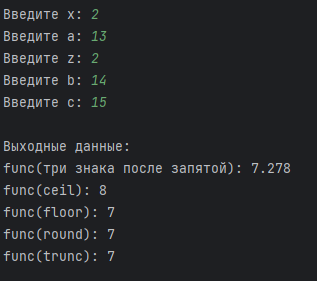 Введите x: 2
Введите a: 13
Введите z: 2
Введите b: 14
Введите c: 15
Выходные данные:
func(три знака после запятой): 7.278
func(ceil): 8
func(floor): 7
func(round): 7
func(trunc): 7